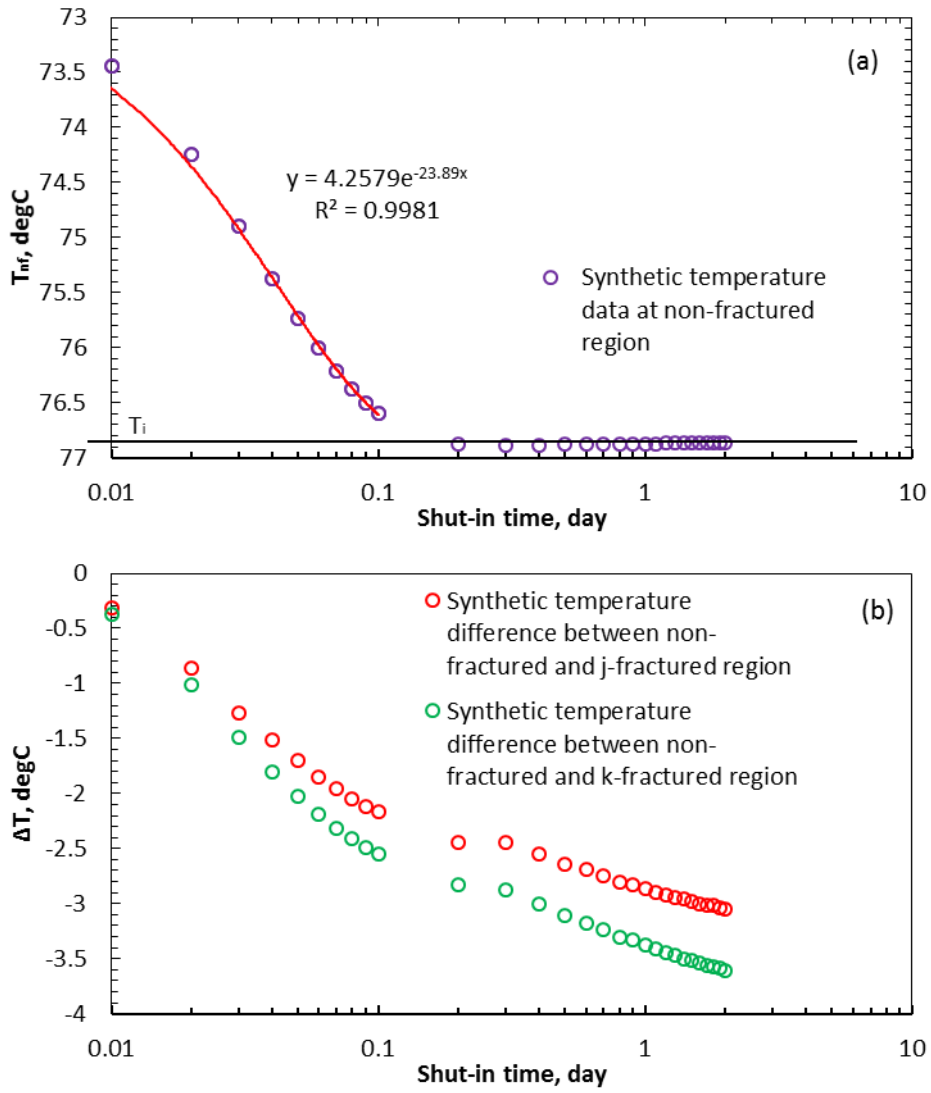 73
73.5
74
74.5
75
75.5
76
76.5
77
T_nf, degC
(a)
y = 4.2579e^-23.89x
R² = 0.9981
Synthetic temperature
data at non-fractured
region
T_i
0.01
0.1
1
10
Shut-in time, day
0
-0.5
-1
-1.5
-2
-2.5
-3
-3.5
-4
ΔT, degC
(b)
Synthetic temperature
difference between non-
fractured and j-fractured region
Synthetic temperature
difference between non-
fractured and k-fractured region
0.01
0.1
1
10
Shut-in time, day